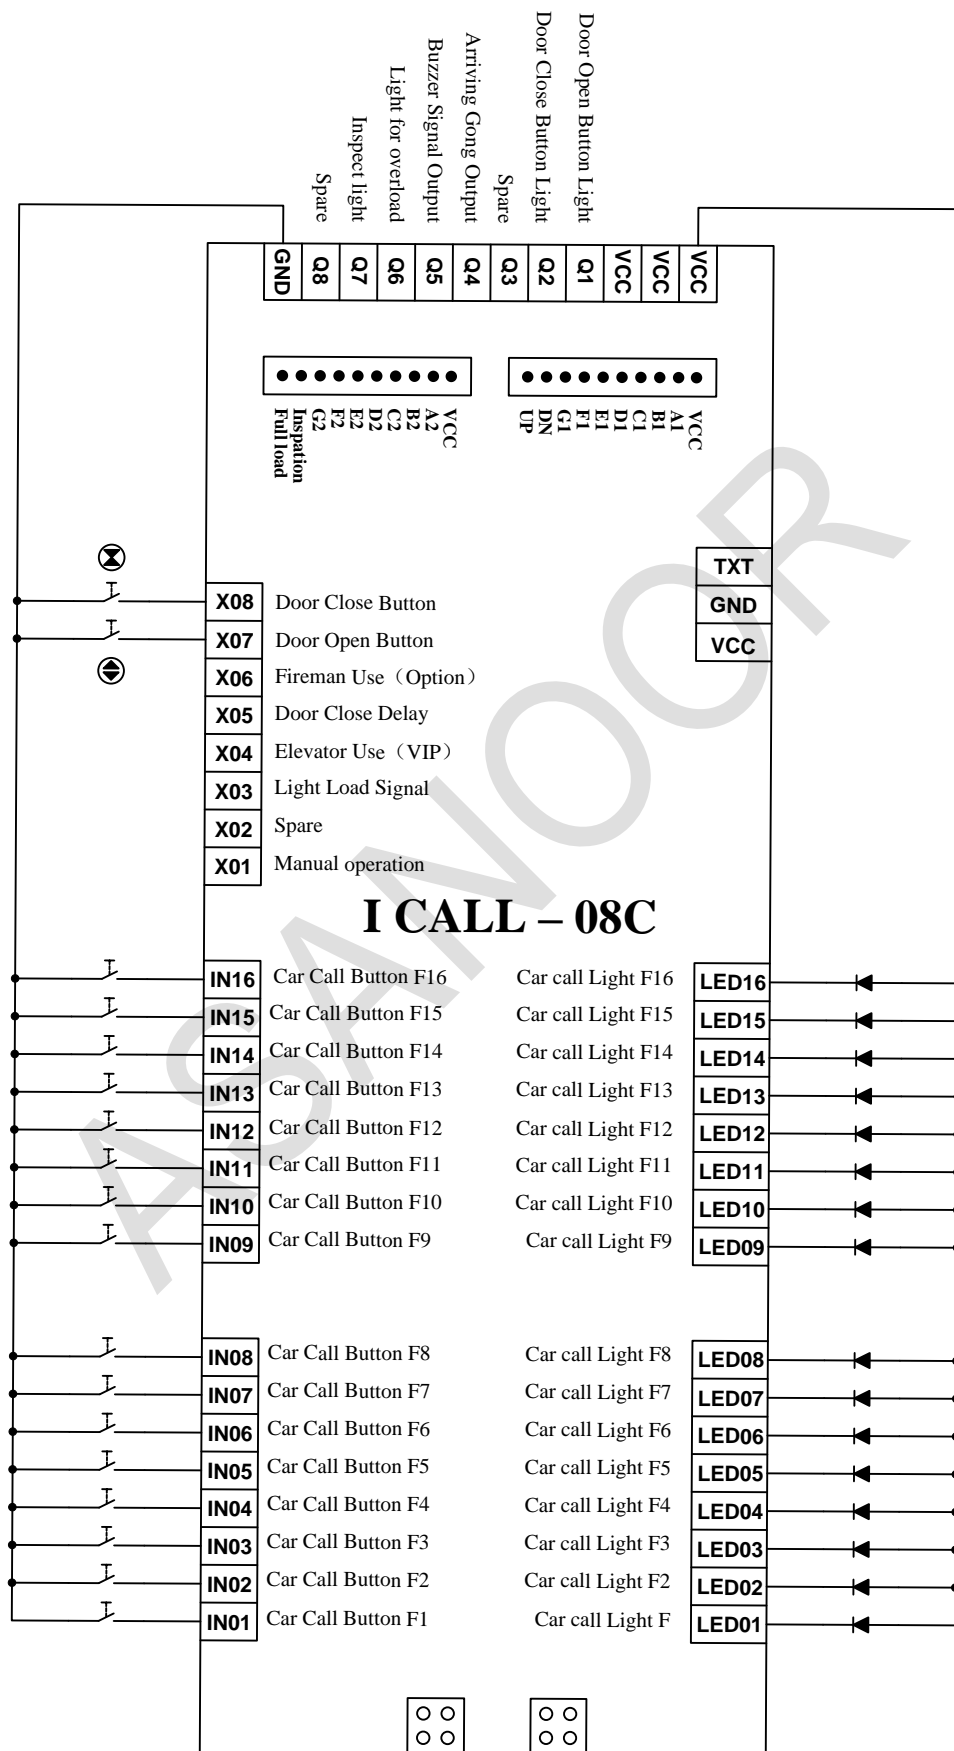 Door Open Button Light
Door Close Button Light
Spare
Arriving Gong Output
Buzzer Signal Output
Light for overload
Inspect light
Spare
GND
Q8
Q7
Q6
Q5
Q4
Q3
Q2
Q1
VCC
VCC
VCC
Full load
Inspation
G2
F2
E2
D2
C2
B2
A2
VCC
UP
DN
G1
F1
E1
D1
C1
B1
A1
VCC
TXT
GND
VCC
X08 Door Close Button
X07 Door Open Button
X06 Fireman Use（Option）
X05 Door Close Delay
X04 Elevator Use（VIP）
X03 Light Load Signal
X02 Spare
X01 Manual operation
I CALL – 08C
IN16 Car Call Button F16 Car call Light F16 LED16
IN15 Car Call Button F15 Car call Light F15 LED15
IN14 Car Call Button F14 Car call Light F14 LED14
IN13 Car Call Button F13 Car call Light F13 LED13
IN12 Car Call Button F12 Car call Light F12 LED12
IN11 Car Call Button F11 Car call Light F11 LED11
IN10 Car Call Button F10 Car call Light F10 LED10
IN09 Car Call Button F9 Car call Light F9 LED09
IN08 Car Call Button F8 Car call Light F8 LED08
IN07 Car Call Button F7 Car call Light F7 LED07
IN06 Car Call Button F6 Car call Light F6 LED06
IN05 Car Call Button F5 Car call Light F5 LED05
IN04 Car Call Button F4 Car call Light F4 LED04
IN03 Car Call Button F3 Car call Light F3 LED03
IN02 Car Call Button F2 Car call Light F2 LED02
IN01 Car Call Button F1 Car call Light F LED01
ASANOOR